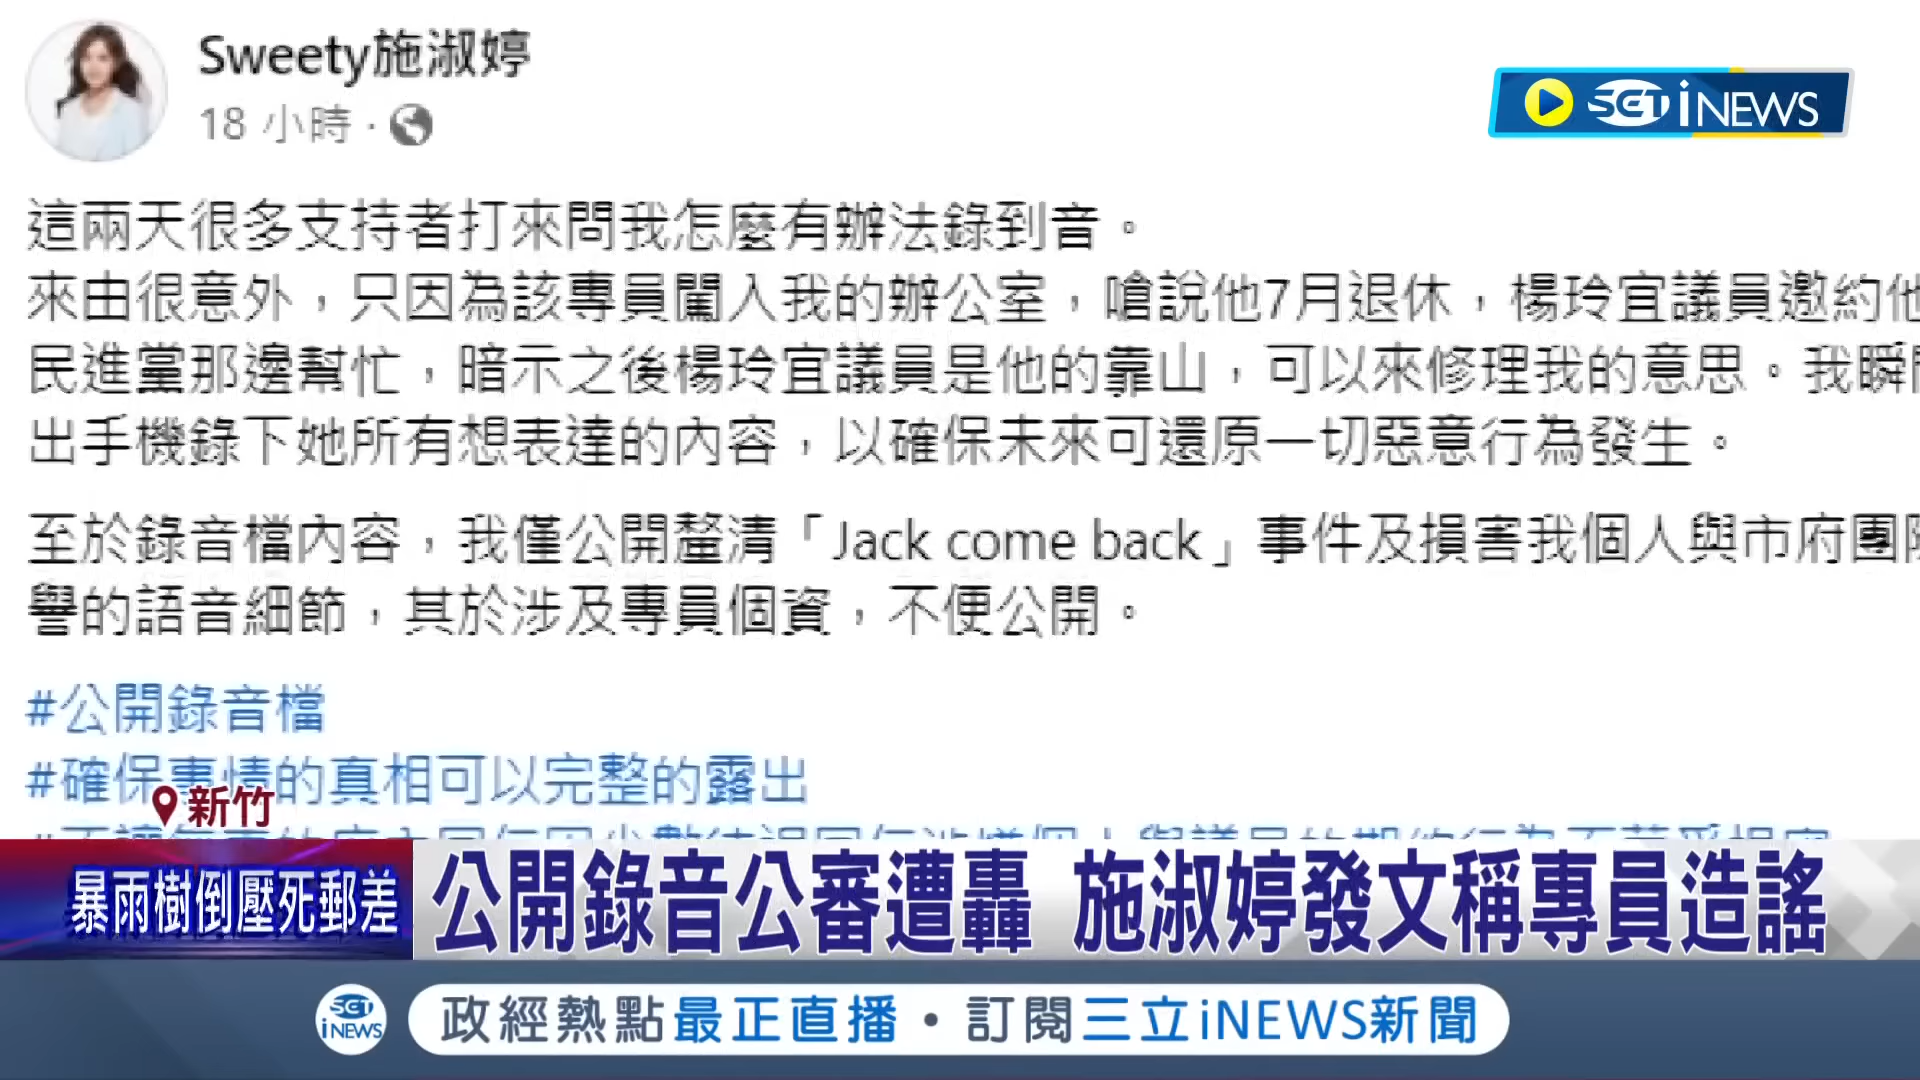 Sweety施淑婷
18 小時
SET iNEWS
這兩天很多支持者打來問我怎麼有辦法錄到音。
來由很意外，只因為該專員闖入我的辦公室，嗆說他7月退休，楊玲宜議員邀約他
民進黨那邊幫忙，暗示之後楊玲宜議員是他的靠山，可以來修理我的意思。我瞬間
出手機錄下她所有想表達的內容，以確保未來可還原一切惡意行為發生。
至於錄音檔內容，我僅公開釐清「Jack come back」事件及損害我個人與市府團隊
譽的語音細節，其於涉及專員個資，不便公開。
#公開錄音檔
#確保事情的真相可以完整的露出
新竹
暴雨樹倒壓死郵差
公開錄音公審遭轟 施淑婷發文稱專員造謠
SET iNEWS
政經熱點最正直播・訂閱三立iNEWS新聞